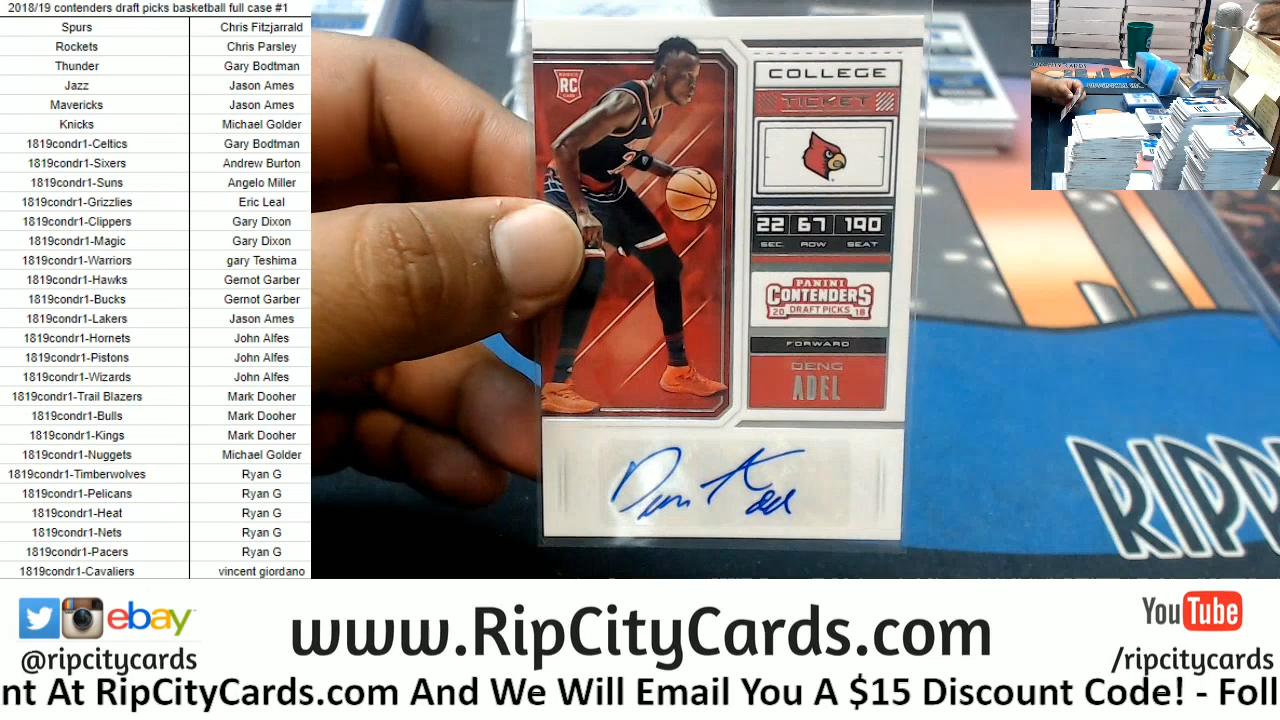 2018/19 contenders draft picks basketball full case #1
Spurs Chris Fitzjarrald
Rockets Chris Parsley
Thunder Gary Bodtman
Jazz Jason Ames
Mavericks Jason Ames
Knicks Michael Golder
1819condr1-Celtics Gary Bodtman
1819condr1-Sixers Andrew Burton
1819condr1-Suns Angelo Miller
1819condr1-Grizzlies Eric Leal
1819condr1-Clippers Gary Dixon
1819condr1-Magic Gary Dixon
1819condr1-Warriors gary Teshima
1819condr1-Hawks Gernot Garber
1819condr1-Bucks Gernot Garber
1819condr1-Lakers Jason Ames
1819condr1-Hornets John Alfes
1819condr1-Pistons John Alfes
1819condr1-Wizards John Alfes
1819condr1-Trail Blazers Mark Dooher
1819condr1-Bulls Mark Dooher
1819condr1-Kings Mark Dooher
1819condr1-Nuggets Michael Golder
1819condr1-Timberwolves Ryan G
1819condr1-Pelicans Ryan G
1819condr1-Heat Ryan G
1819condr1-Nets Ryan G
1819condr1-Pacers Ryan G
1819condr1-Cavaliers vincent giordano
RC
COLLEGE
TICKET
22 67 190
SEC. ROW SEAT
PANINI
CONTENDERS
20 DRAFT PICKS 18
FORWARD
DENG
ADEL
RIPP
ebay
@ripcitycards
www.RipCityCards.com
YouTube
/ripcitycards
nt At RipCityCards.com And We Will Email You A $15 Discount Code! - Foll